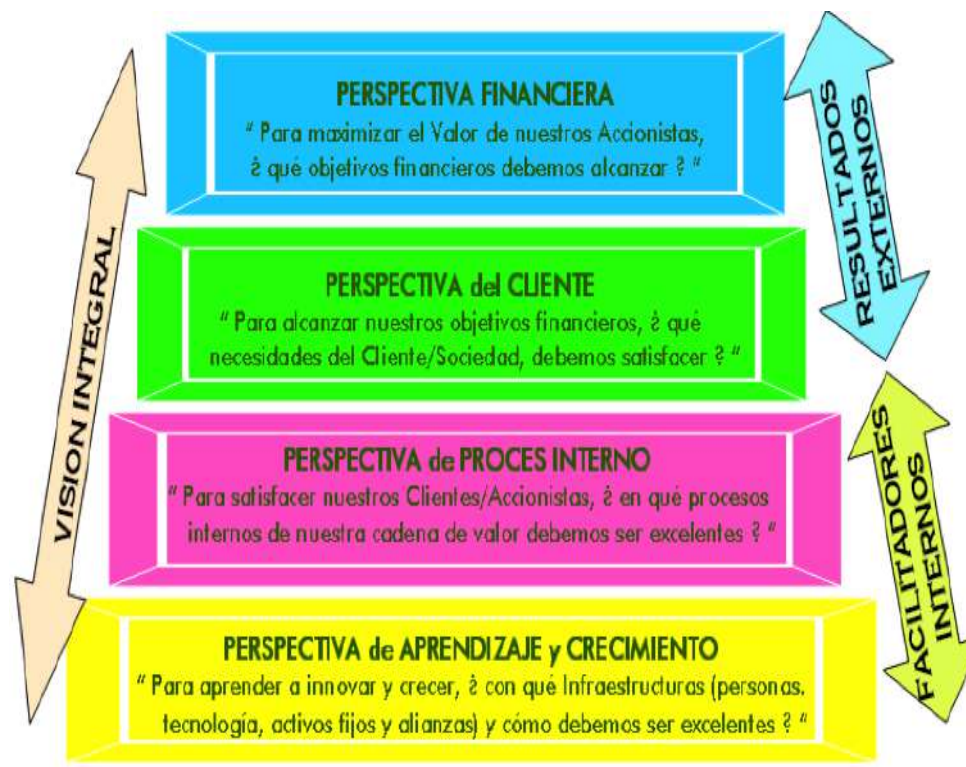 PERSPECTIVA FINANCIERA
" Para maximizar el Valor de nuestros Accionistas,
¿ qué objetivos financieros debemos alcanzar ? "
PERSPECTIVA del CLIENTE
" Para alcanzar nuestros objetivos financieros, ¿ qué
necesidades del Cliente/Sociedad, debemos satisfacer ? "
PERSPECTIVA de PROCES INTERNO
" Para satisfacer nuestros Clientes/Accionistas, ¿ en qué procesos
internos de nuestra cadena de valor debemos ser excelentes ? "
PERSPECTIVA de APRENDIZAJE y CRECIMIENTO
" Para aprender a innovar y crecer, ¿ con qué Infraestructuras (personas.
tecnología, activos fijos y alianzas) y cómo debemos ser excelentes ? "
VISION INTEGRAL
RESULTADOS
EXTERNOS
FACILITADORES
INTERNOS